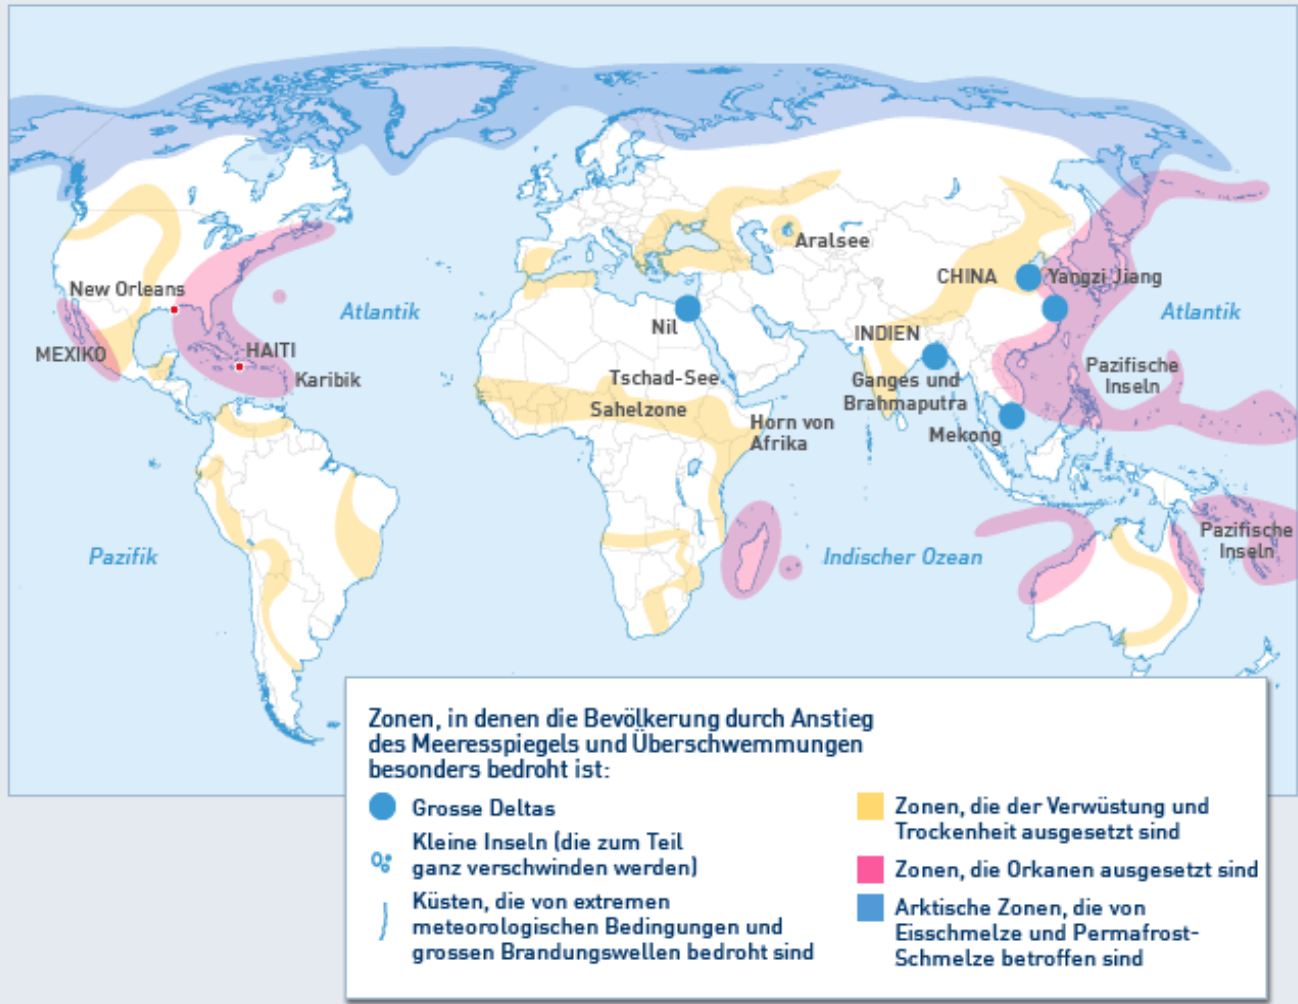 Aralsee
CHINA
Yangzi Jiang
New Orleans
Atlantik
Nil
Atlantik
INDIEN
MEXIKO
HAITI
Karibik
Tschad-See
Ganges und
Brahmaputra
Pazifische
Inseln
Sahelzone
Horn von
Afrika
Mekong
Pazifik
Indischer Ozean
Pazifische
Inseln
Zonen, in denen die Bevölkerung durch Anstieg
des Meeresspiegels und Überschwemmungen
besonders bedroht ist:
Grosse Deltas
Kleine Inseln (die zum Teil
ganz verschwinden werden)
Küsten, die von extremen
meteorologischen Bedingungen und
grossen Brandungswellen bedroht sind
Zonen, die der Verwüstung und
Trockenheit ausgesetzt sind
Zonen, die Orkanen ausgesetzt sind
Arktische Zonen, die von
Eisschmelze und Permafrost-
Schmelze betroffen sind